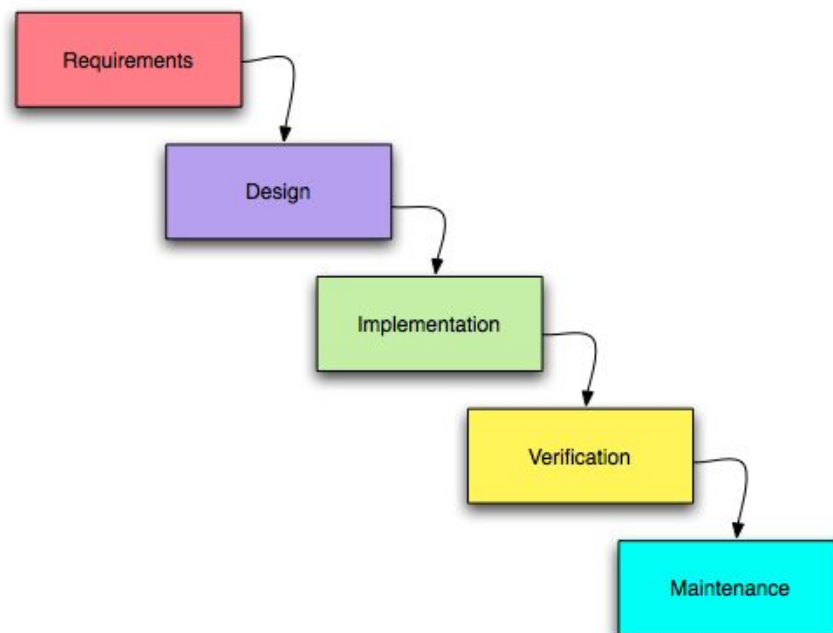 Requirements
Design
Implementation
Verification
Maintenance